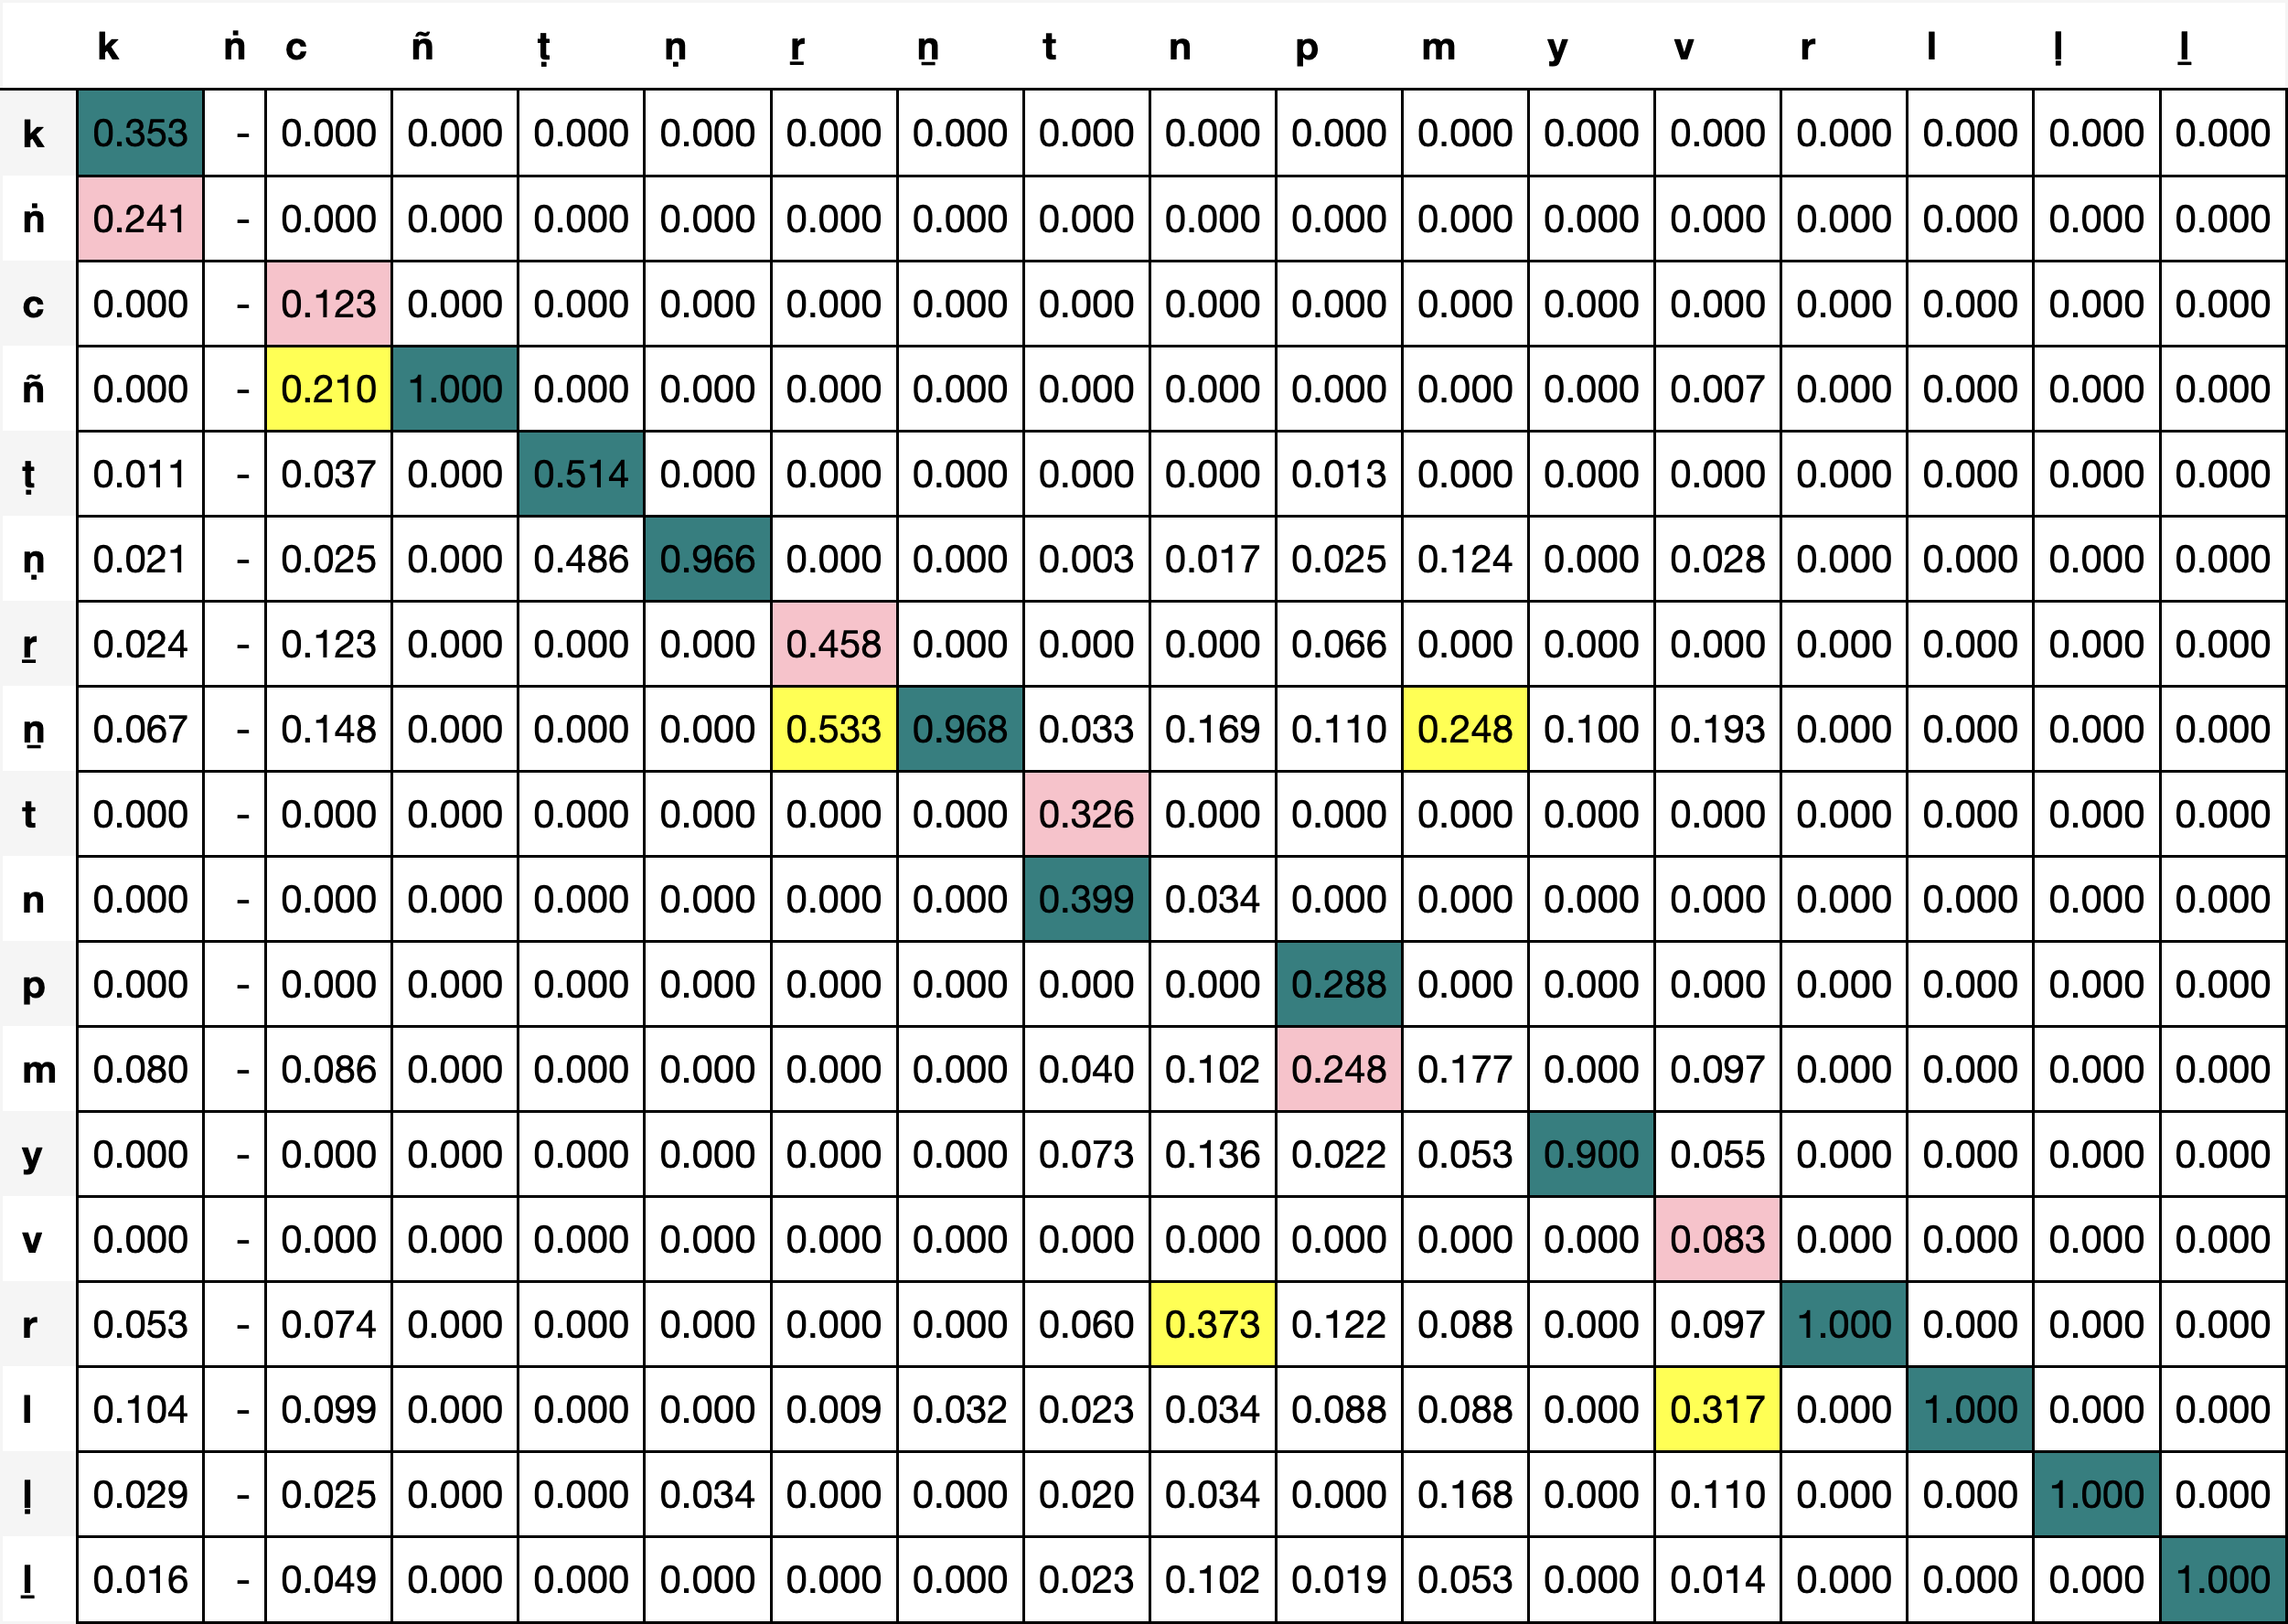 k ṅ c ñ ṭ ṇ ṟ ṉ t n p m y v r l ḷ ḻ
k 0.353 - 0.000 0.000 0.000 0.000 0.000 0.000 0.000 0.000 0.000 0.000 0.000 0.000 0.000 0.000 0.000 0.000
ṅ 0.241 - 0.000 0.000 0.000 0.000 0.000 0.000 0.000 0.000 0.000 0.000 0.000 0.000 0.000 0.000 0.000 0.000
c 0.000 - 0.123 0.000 0.000 0.000 0.000 0.000 0.000 0.000 0.000 0.000 0.000 0.000 0.000 0.000 0.000 0.000
ñ 0.000 - 0.210 1.000 0.000 0.000 0.000 0.000 0.000 0.000 0.000 0.000 0.000 0.007 0.000 0.000 0.000 0.000
ṭ 0.011 - 0.037 0.000 0.514 0.000 0.000 0.000 0.000 0.000 0.013 0.000 0.000 0.000 0.000 0.000 0.000 0.000
ṇ 0.021 - 0.025 0.000 0.486 0.966 0.000 0.000 0.003 0.017 0.025 0.124 0.000 0.028 0.000 0.000 0.000 0.000
ṟ 0.024 - 0.123 0.000 0.000 0.000 0.458 0.000 0.000 0.000 0.066 0.000 0.000 0.000 0.000 0.000 0.000 0.000
ṉ 0.067 - 0.148 0.000 0.000 0.000 0.533 0.968 0.033 0.169 0.110 0.248 0.100 0.193 0.000 0.000 0.000 0.000
t 0.000 - 0.000 0.000 0.000 0.000 0.000 0.000 0.326 0.000 0.000 0.000 0.000 0.000 0.000 0.000 0.000 0.000
n 0.000 - 0.000 0.000 0.000 0.000 0.000 0.000 0.399 0.034 0.000 0.000 0.000 0.000 0.000 0.000 0.000 0.000
p 0.000 - 0.000 0.000 0.000 0.000 0.000 0.000 0.000 0.000 0.288 0.000 0.000 0.000 0.000 0.000 0.000 0.000
m 0.080 - 0.086 0.000 0.000 0.000 0.000 0.000 0.040 0.102 0.248 0.177 0.000 0.097 0.000 0.000 0.000 0.000
y 0.000 - 0.000 0.000 0.000 0.000 0.000 0.000 0.073 0.136 0.022 0.053 0.900 0.055 0.000 0.000 0.000 0.000
v 0.000 - 0.000 0.000 0.000 0.000 0.000 0.000 0.000 0.000 0.000 0.000 0.000 0.083 0.000 0.000 0.000 0.000
r 0.053 - 0.074 0.000 0.000 0.000 0.000 0.000 0.060 0.373 0.122 0.088 0.000 0.097 1.000 0.000 0.000 0.000
l 0.104 - 0.099 0.000 0.000 0.000 0.009 0.032 0.023 0.034 0.088 0.088 0.000 0.317 0.000 1.000 0.000 0.000
ḷ 0.029 - 0.025 0.000 0.000 0.034 0.000 0.000 0.020 0.034 0.000 0.168 0.000 0.110 0.000 0.000 1.000 0.000
ḻ 0.016 - 0.049 0.000 0.000 0.000 0.000 0.000 0.023 0.102 0.019 0.053 0.000 0.014 0.000 0.000 0.000 1.000